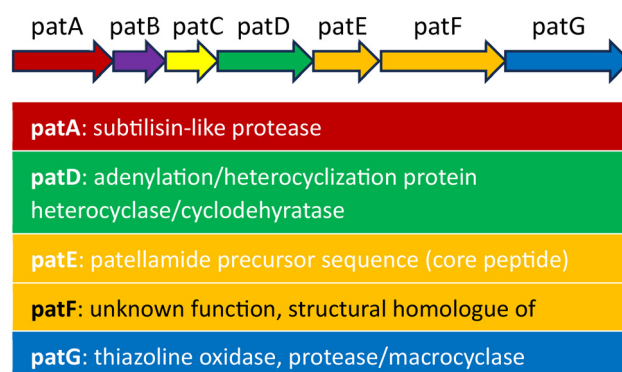 patA patB patC patD patE patF patG
patA: subtilisin-like protease
patD: adenylation/heterocyclization protein
heterocyclase/cyclodehyratase
patE: patellamide precursor sequence (core peptide)
patF: unknown function, structural homologue of
patG: thiazoline oxidase, protease/macrocyclase